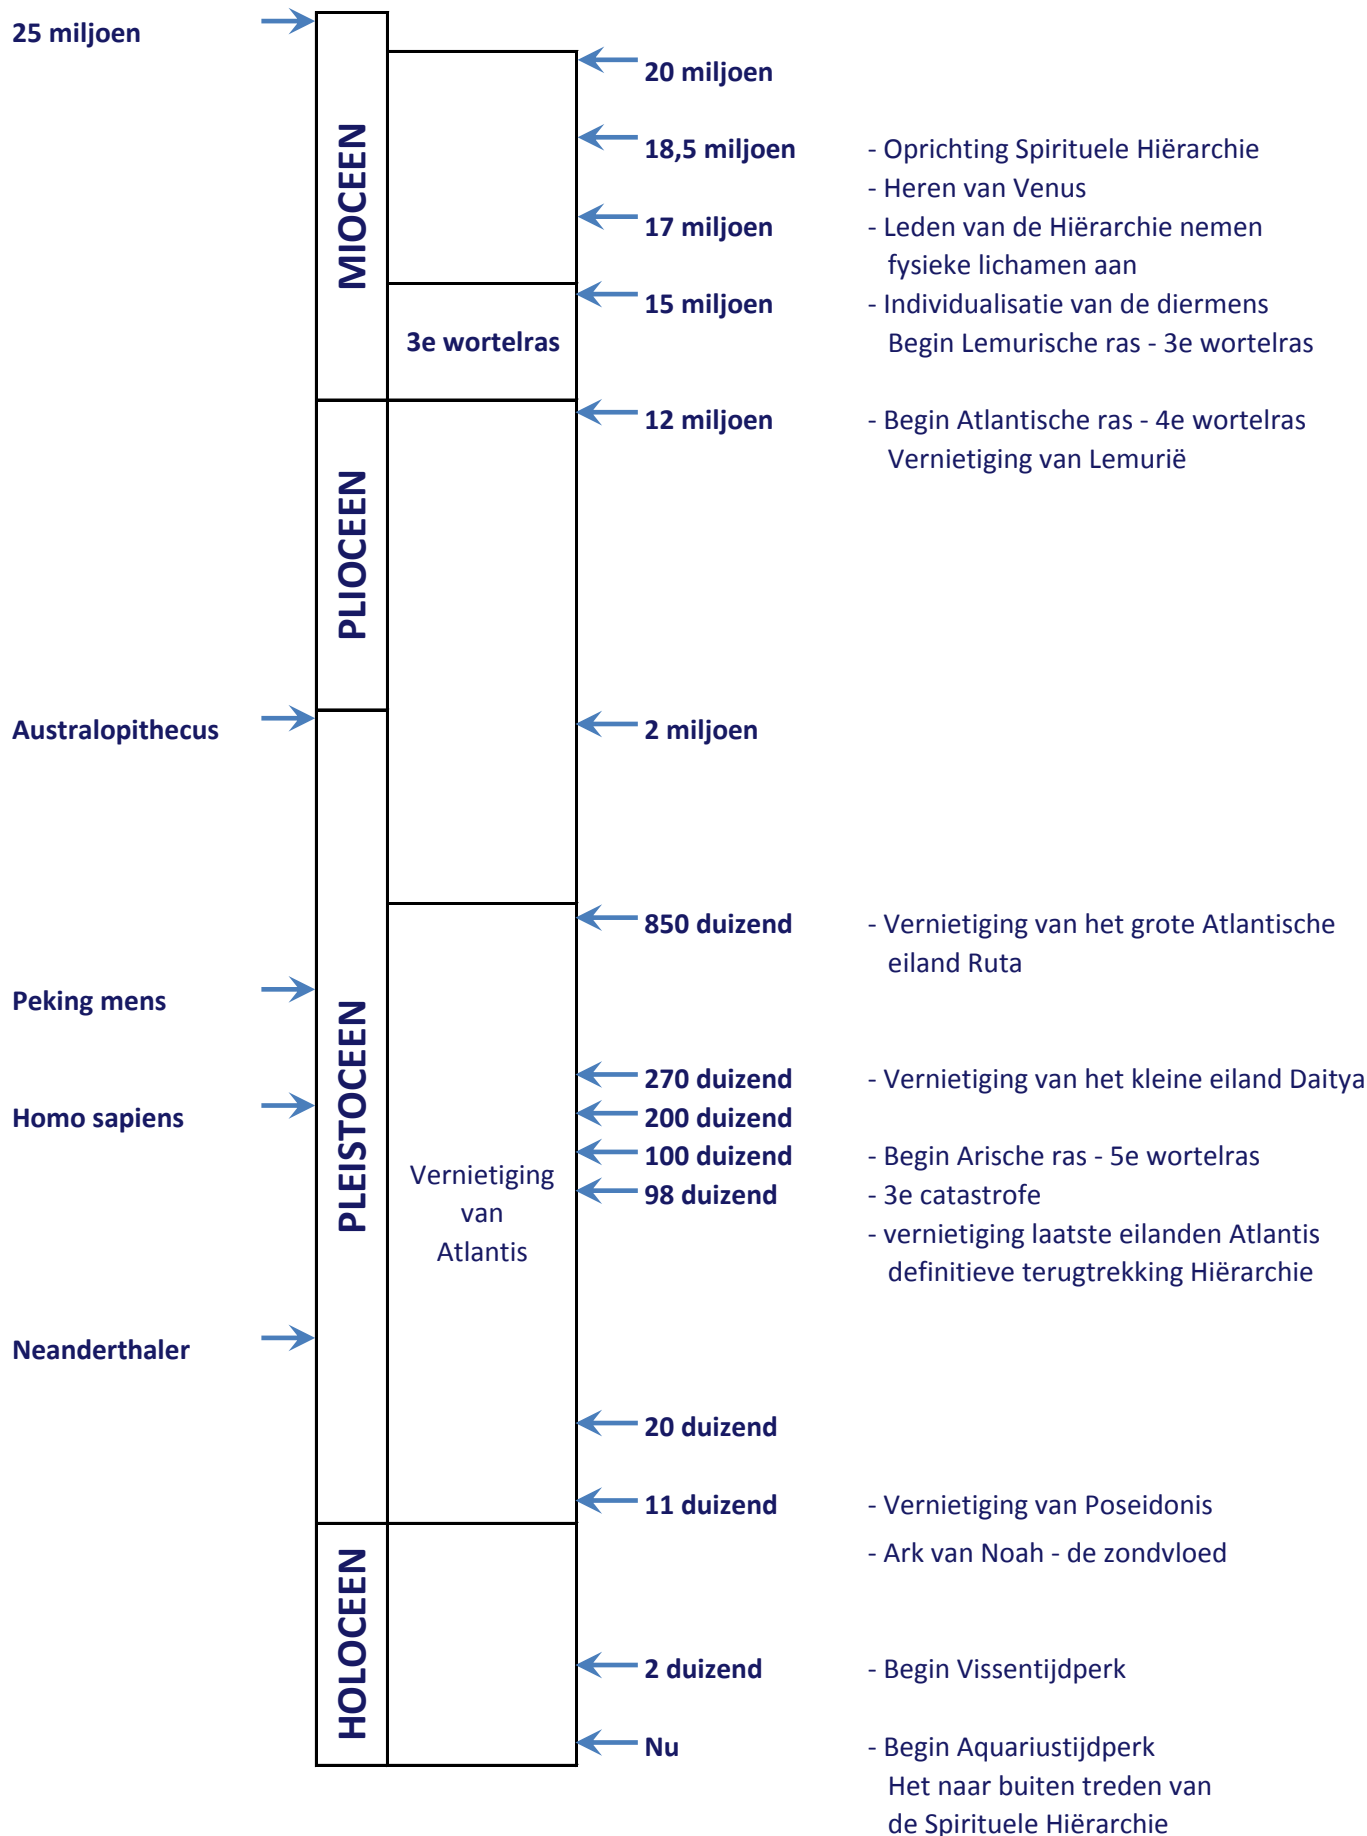 25 miljoen
20 miljoen
18,5 miljoen - Oprichting Spirituele Hiërarchie
- Heren van Venus
17 miljoen - Leden van de Hiërarchie nemen
fysieke lichamen aan
MIOCEEN
15 miljoen - Individualisatie van de diermens
3e wortelras
Begin Lemurische ras - 3e wortelras
12 miljoen - Begin Atlantische ras - 4e wortelras
Vernietiging van Lemurië
PLIOCEEN
Australopithecus
2 miljoen
850 duizend - Vernietiging van het grote Atlantische
eiland Ruta
Peking mens
PLEISTOCEEN
270 duizend - Vernietiging van het kleine eiland Daitya
Homo sapiens
200 duizend
100 duizend - Begin Arische ras - 5e wortelras
Vernietiging
van
Atlantis
98 duizend - 3e catastrofe
- vernietiging laatste eilanden Atlantis
definitieve terugtrekking Hiërarchie
Neanderthaler
20 duizend
11 duizend - Vernietiging van Poseidonis
- Ark van Noah - de zondvloed
HOLOCEEN
2 duizend - Begin Vissentijdperk
Nu - Begin Aquariustijdperk
Het naar buiten treden van
de Spirituele Hiërarchie